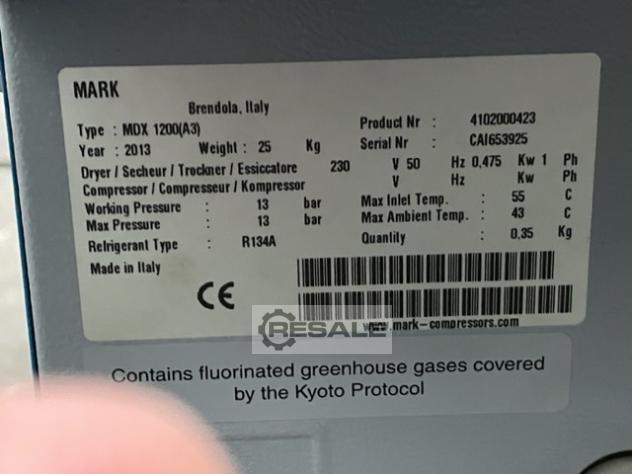 MARK
Brendola, Italy
Type : MDX 1200(A3) Product Nr : 4102000423
Year : 2013 Weight : 25 Kg Serial Nr CAI653925
Dryer / Secheur / Trockner / Essiccatore 230 V 50 Hz 0,475 Kw 1 Ph
Compressor / Compresseur / Kompressor V Hz Kw Ph
Working Pressure : 13 bar Max Inlet Temp. : 55 C
Max Pressure : 13 bar Max Ambient Temp. : 43 C
Refrigerant Type : R134A Quantity : 0,35 Kg
Made in Italy
CE
RESALE
www.mark-compressors.com
Contains fluorinated greenhouse gases covered
by the Kyoto Protocol